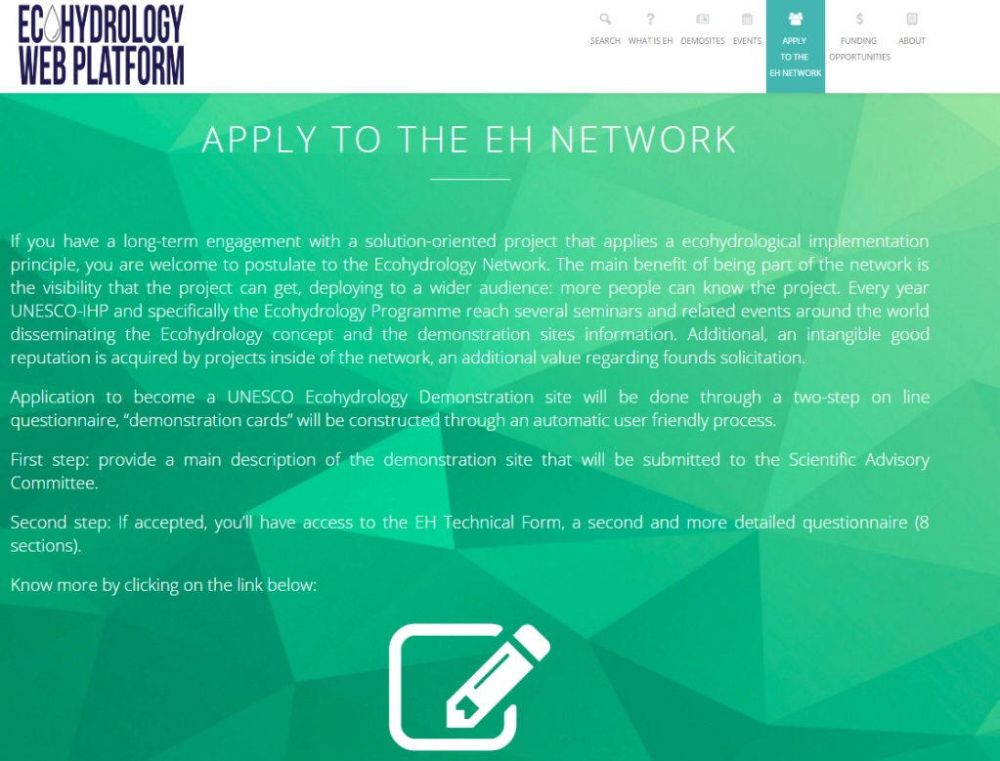 ECOHYDROLOGY
WEB PLATFORM
SEARCH
WHAT IS EH
DEMOSITES
EVENTS
APPLY
TO THE
EH NETWORK
FUNDING
OPPORTUNITIES
ABOUT
APPLY TO THE EH NETWORK
If you have a long-term engagement with a solution-oriented project that applies a ecohydrological implementation
principle, you are welcome to postulate to the Ecohydrology Network. The main benefit of being part of the network is
the visibility that the project can get, deploying to a wider audience: more people can know the project. Every year
UNESCO-IHP and specifically the Ecohydrology Programme reach several seminars and related events around the world
disseminating the Ecohydrology concept and the demonstration sites information. Additional, an intangible good
reputation is acquired by projects inside of the network, an additional value regarding founds solicitation.
Application to become a UNESCO Ecohydrology Demonstration site will be done through a two-step on line
questionnaire, “demonstration cards” will be constructed through an automatic user friendly process.
First step: provide a main description of the demonstration site that will be submitted to the Scientific Advisory
Committee.
Second step: If accepted, you’ll have access to the EH Technical Form, a second and more detailed questionnaire (8
sections).
Know more by clicking on the link below: